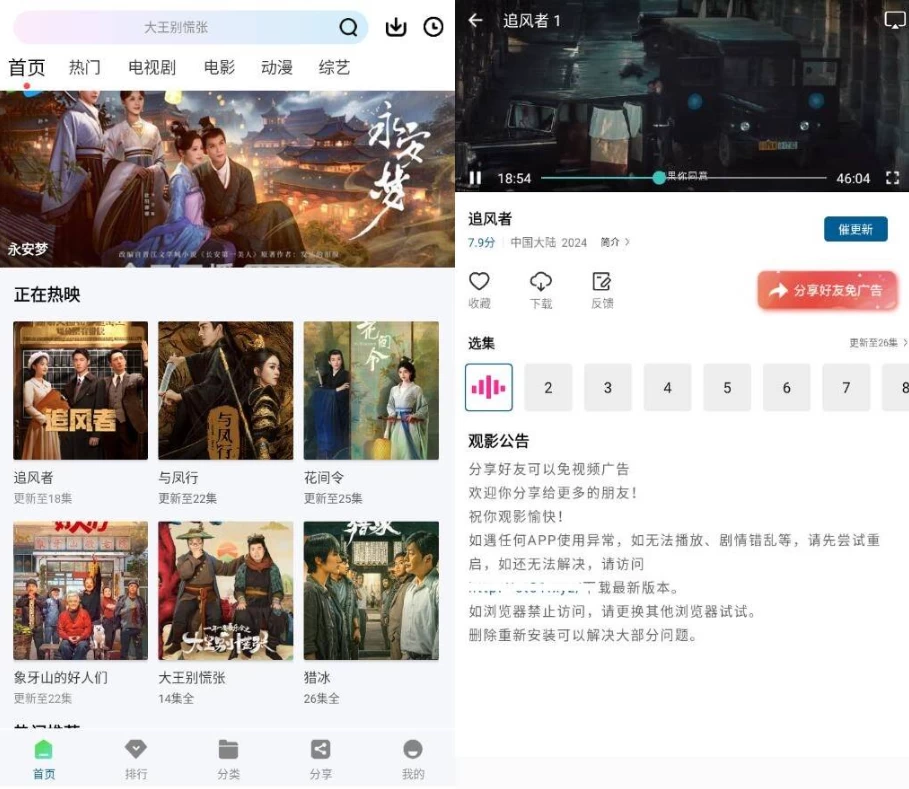 大王别慌张
首页
热门
电视剧
电影
动漫
综艺
永安梦
永安梦
正在热映
追风者
追风者
更新至18集
与凤行
与凤行
更新至22集
花间令
花间令
更新至25集
象牙山的好人们
更新至22集
大王别慌张
大王别慌张
14集全
猎冰
猎冰
26集全
首页
排行
分类
分享
我的
追风者 1
18:54
46:04
追风者
7.9分
中国大陆 2024
简介
催更新
收藏
下载
反馈
分享好友免广告
选集
更新至26集
2
3
4
5
6
7
8
观影公告
分享好友可以免视频广告
欢迎你分享给更多的朋友!
祝你观影愉快!
如遇任何APP使用异常，如无法播放、剧情错乱等，请先尝试重
启，如还无法解决，请访问
下载最新版本。
如浏览器禁止访问，请更换其他浏览器试试。
删除重新安装可以解决大部分问题。